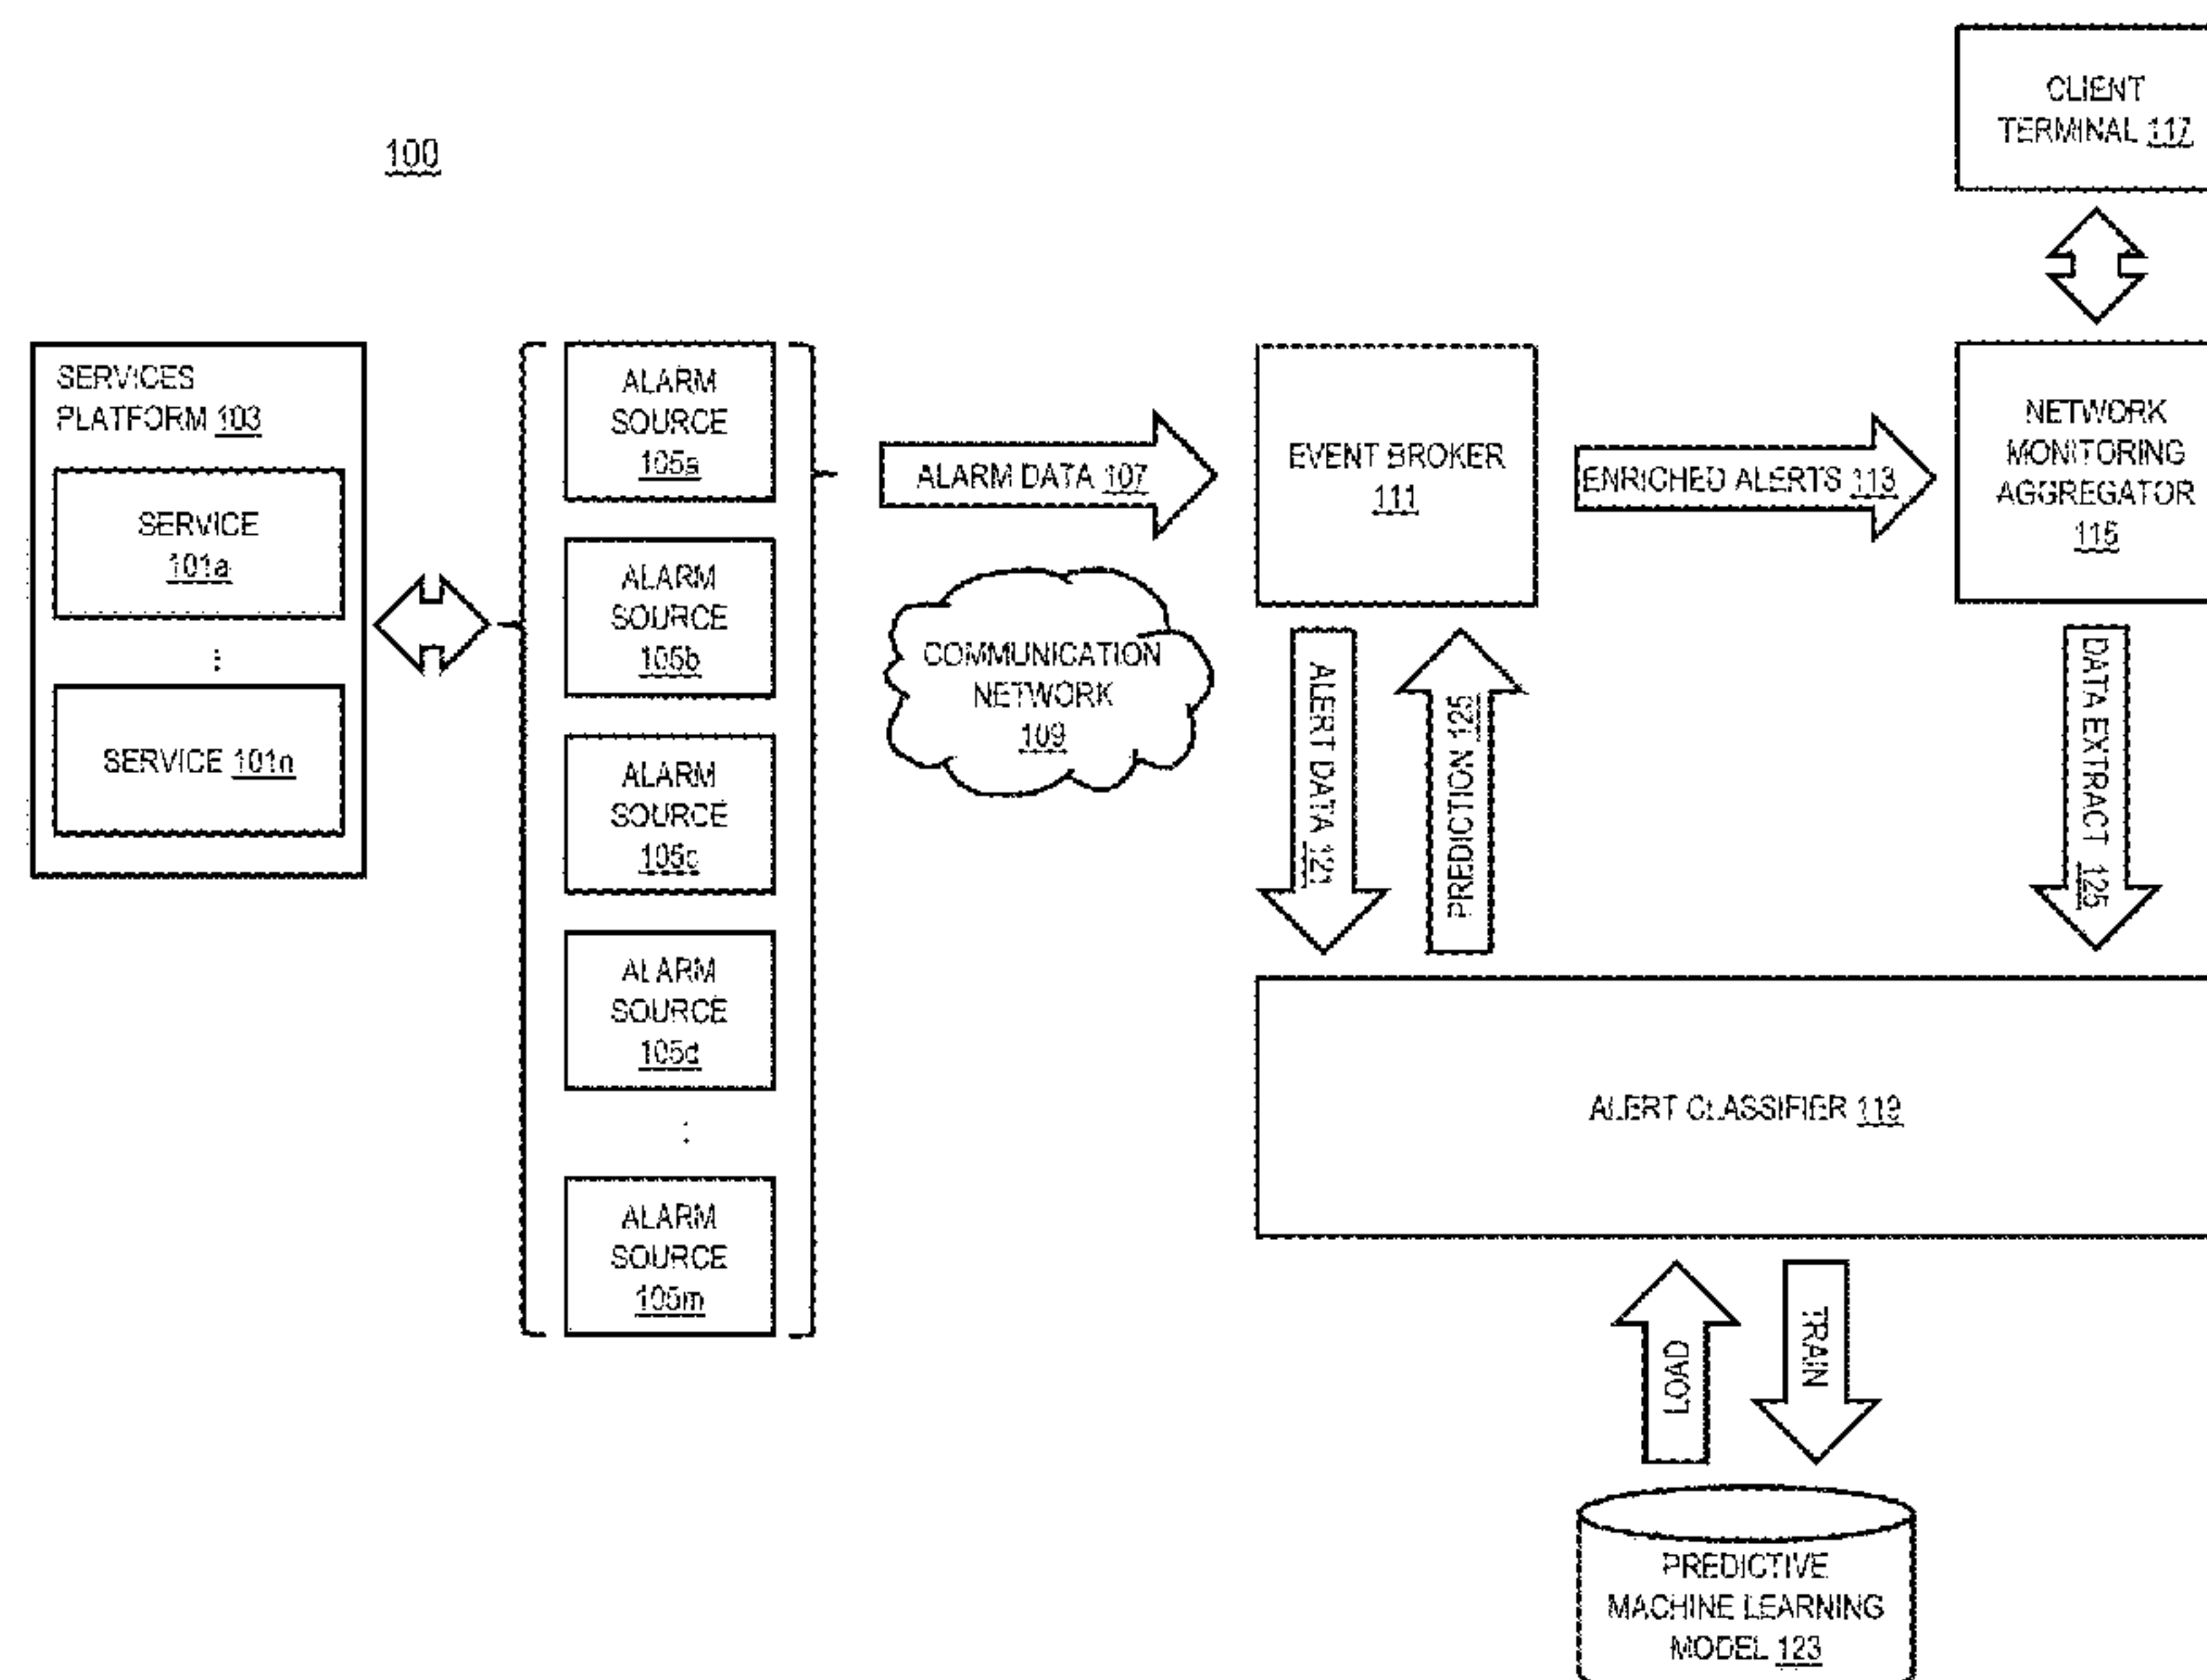 100
CLIENT
TERMINAL 117
SERVICES
PLATFORM 103
SERVICE
101a
SERVICE 101n
ALARM
SOURCE
105a
ALARM
SOURCE
105b
ALARM
SOURCE
105c
ALARM
SOURCE
105d
ALARM
SOURCE
105m
ALARM DATA 107
COMMUNICATION
NETWORK
109
EVENT BROKER
111
ENRICHED ALERTS 113
NETWORK
MONITORING
AGGREGATOR
115
ALERT DATA 121
PREDICTION 125
DATA EXTRACT 125
ALERT CLASSIFIER 119
LOAD
TRAIN
PREDICTIVE
MACHINE LEARNING
MODEL 123